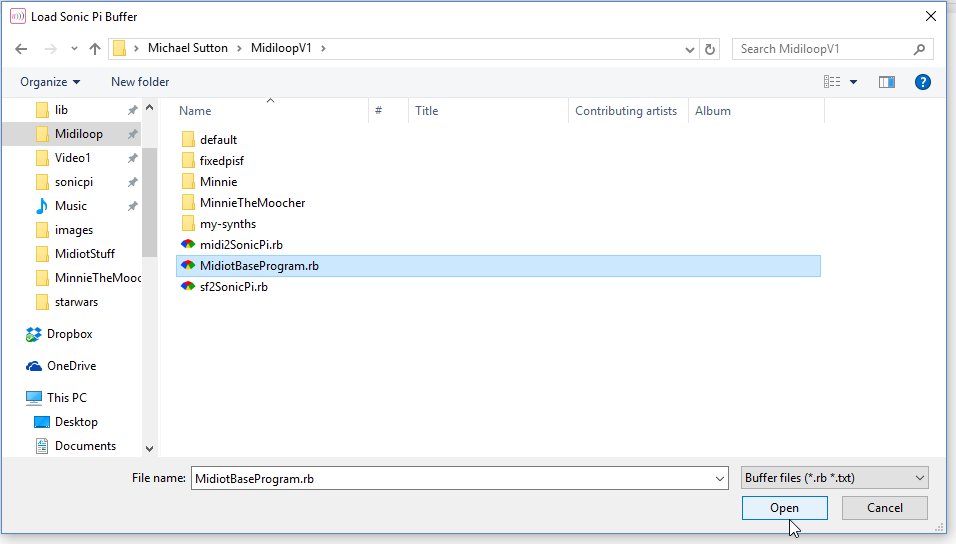 Load Sonic Pi Buffer
Michael Sutton > MidiloopV1 >
Search MidiloopV1
Organize
New folder
lib
Midiloop
Video1
sonicpi
Music
images
MidiotStuff
MinnieTheMooc
starwars
Dropbox
OneDrive
This PC
Desktop
Documents
Name # Title Contributing artists Album
default
fixedpisf
Minnie
MinnieTheMoocher
my-synths
midi2SonicPi.rb
MidiotBaseProgram.rb
sf2SonicPi.rb
File name: MidiotBaseProgram.rb
Buffer files (*.rb *.txt)
Open Cancel